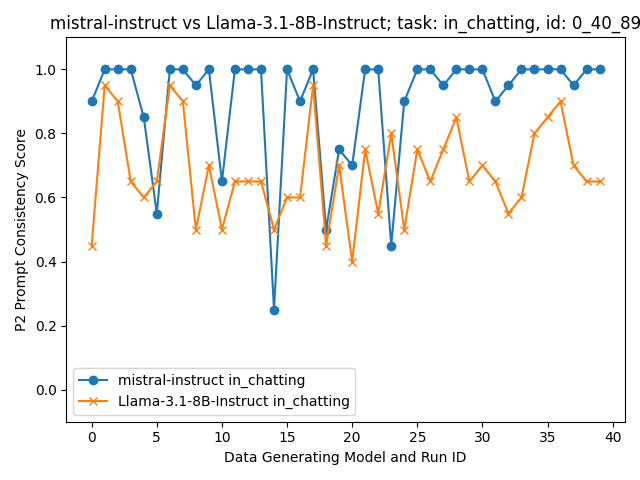 mistral-instruct vs Llama-3.1-8B-Instruct; task: in_chatting, id: 0_40_89
P2 Prompt Consistency Score
1.0
0.8
0.6
0.4
0.2
0.0
mistral-instruct in_chatting
Llama-3.1-8B-Instruct in_chatting
0 5 10 15 20 25 30 35 40
Data Generating Model and Run ID